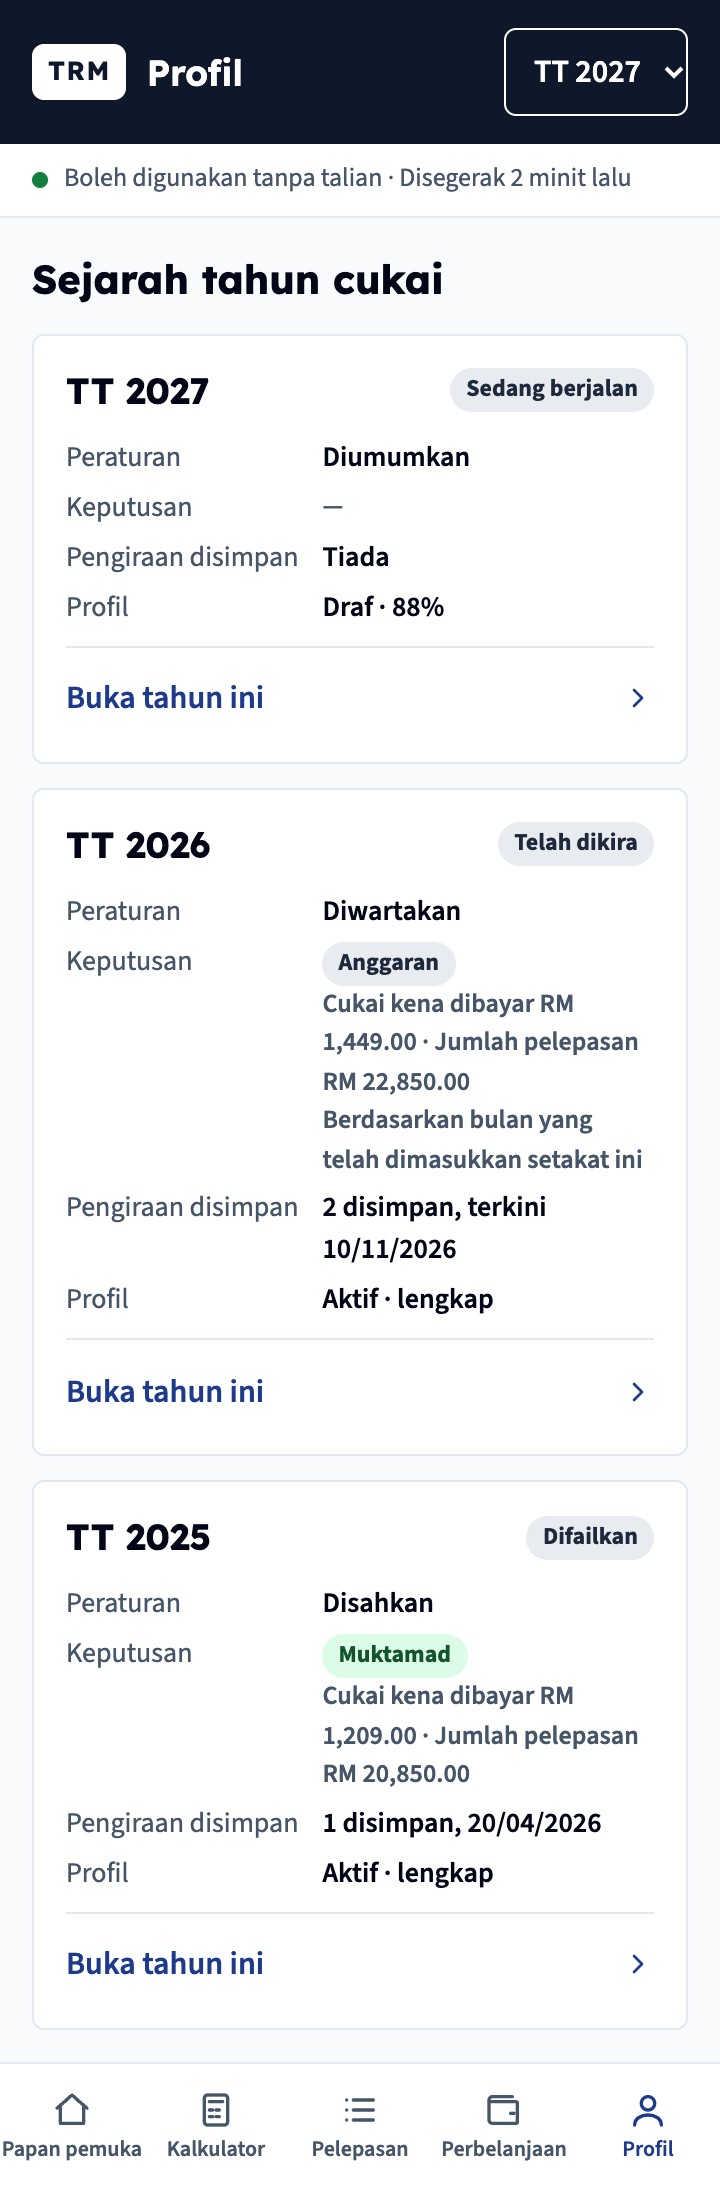 TRM
Profil
TT 2027
Boleh digunakan tanpa talian · Disegerak 2 minit lalu
Sejarah tahun cukai
TT 2027
Sedang berjalan
Peraturan
Diumumkan
Keputusan
—
Pengiraan disimpan
Tiada
Profil
Draf · 88%
Buka tahun ini
TT 2026
Telah dikira
Peraturan
Diwartakan
Keputusan
Anggaran
Cukai kena dibayar RM
1,449.00 · Jumlah pelepasan
RM 22,850.00
Berdasarkan bulan yang
telah dimasukkan setakat ini
Pengiraan disimpan
2 disimpan, terkini
10/11/2026
Profil
Aktif · lengkap
Buka tahun ini
TT 2025
Difailkan
Peraturan
Disahkan
Keputusan
Muktamad
Cukai kena dibayar RM
1,209.00 · Jumlah pelepasan
RM 20,850.00
Pengiraan disimpan
1 disimpan, 20/04/2026
Profil
Aktif · lengkap
Buka tahun ini
Papan pemuka
Kalkulator
Pelepasan
Perbelanjaan
Profil